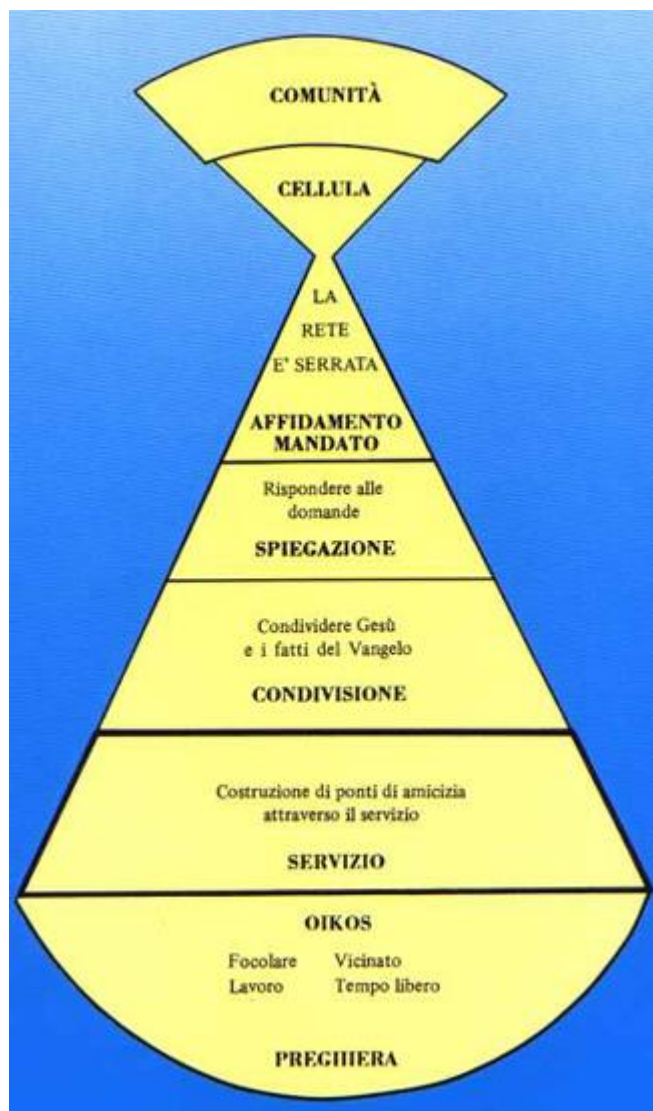 COMUNITÀ
CELLULA
LA
RETE
E' SERRATA
AFFIDAMENTO
MANDATO
Rispondere alle
domande
SPIEGAZIONE
Condividere Gesù
e i fatti del Vangelo
CONDIVISIONE
Costruzione di ponti di amicizia
attraverso il servizio
SERVIZIO
OIKOS
Focolare Vicinato
Lavoro Tempo libero
PREGHIERA